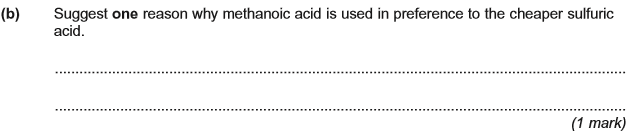 (b) Suggest one reason why methanoic acid is used in preference to the cheaper sulfuric
acid.
(1 mark)